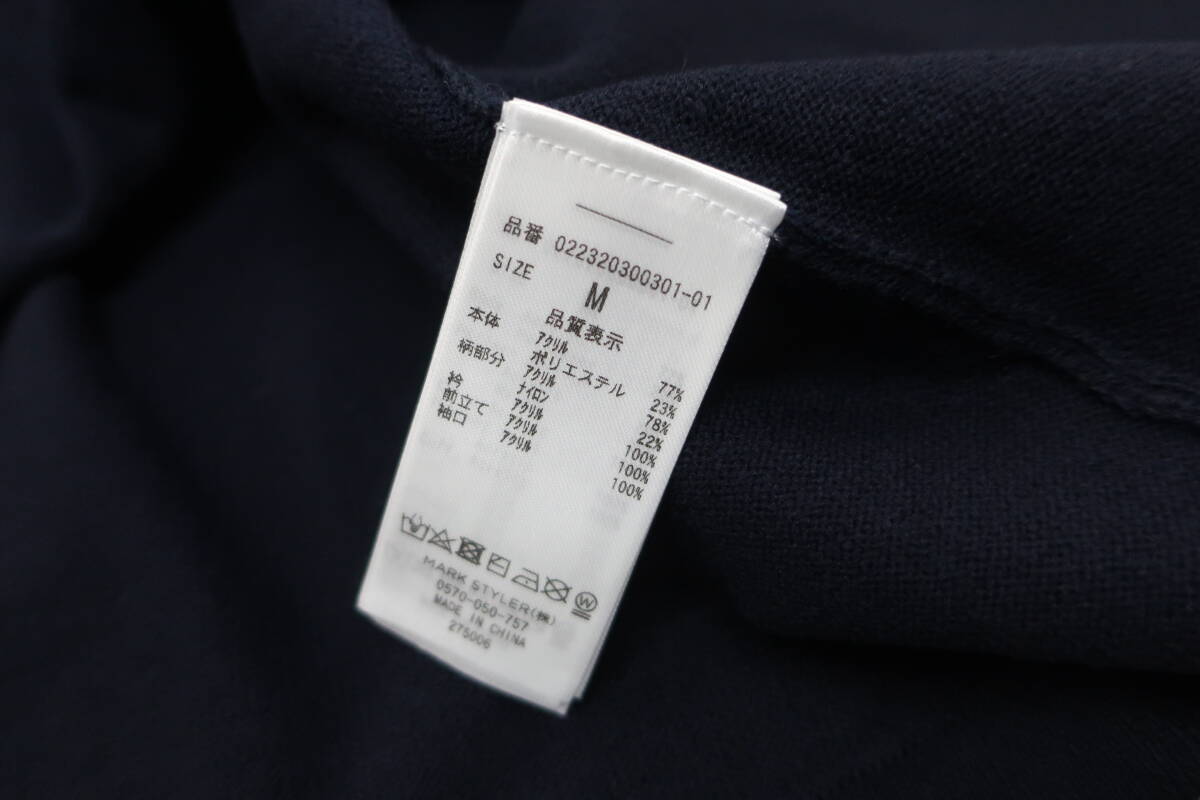 品番 022320300301-01
SIZE M
品質表示
本体 アクリル 77%
ポリエステル 23%
柄部分 アクリル 78%
ナイロン 22%
衿 アクリル 100%
前立て アクリル 100%
袖口 アクリル 100%
W
MARK STYLER(株)
0570-050-757
MADE IN CHINA
275006